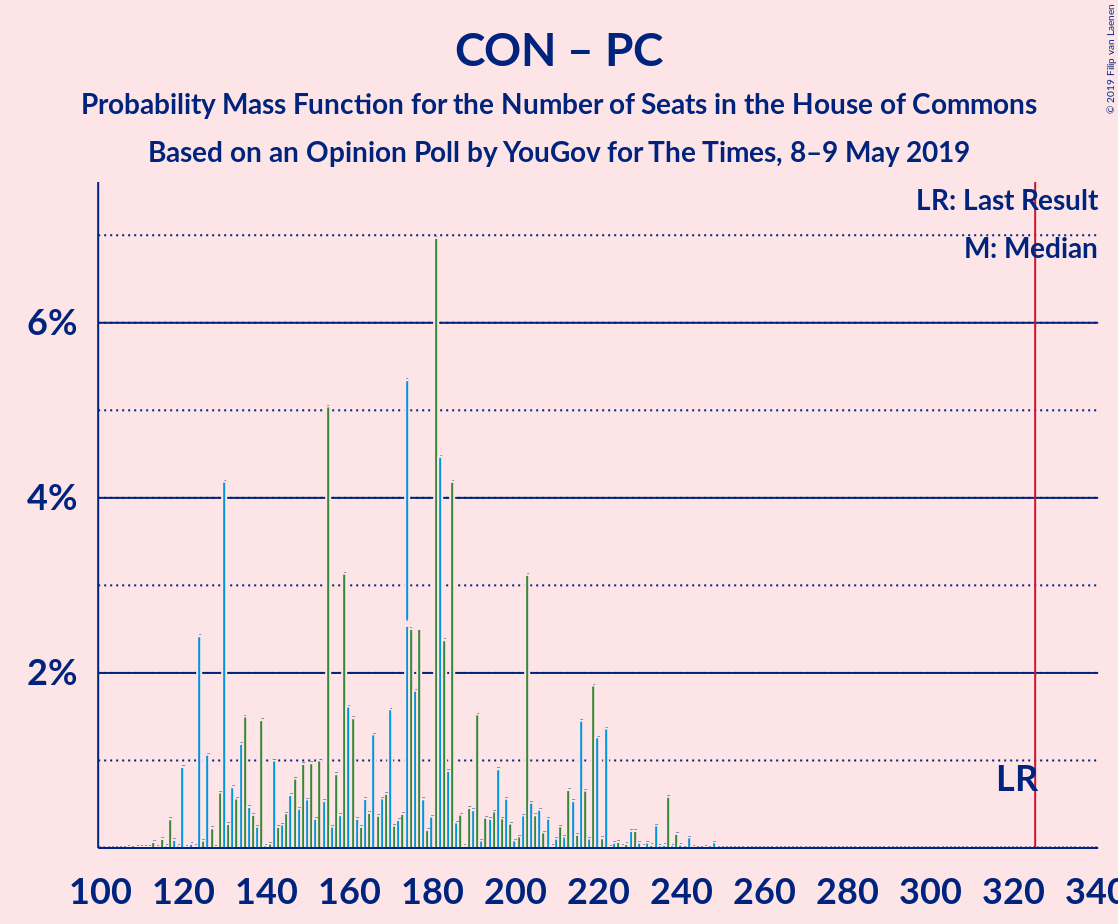 CON – PC
Probability Mass Function for the Number of Seats in the House of Commons
Based on an Opinion Poll by YouGov for The Times, 8–9 May 2019
© 2019 Filip van Laenen
LR: Last Result
M: Median
6%
4%
2%
LR
100 120 140 160 180 200 220 240 260 280 300 320 340